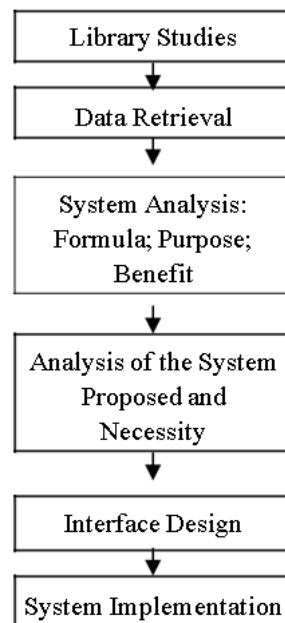 Library Studies
Data Retrieval
System Analysis:
Formula; Purpose;
Benefit
Analysis of the System
Proposed and
Necessity
Interface Design
System Implementation